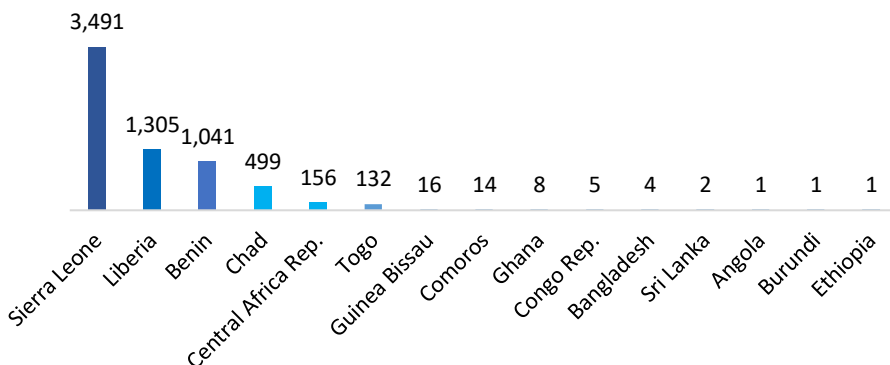 3,491
1,305
1,041
499
156
132
16
14
8
5
4
2
1
1
1
Sierra Leone
Liberia
Benin
Chad
Central Africa Rep.
Togo
Guinea Bissau
Comoros
Ghana
Congo Rep.
Bangladesh
Sri Lanka
Angola
Burundi
Ethiopia